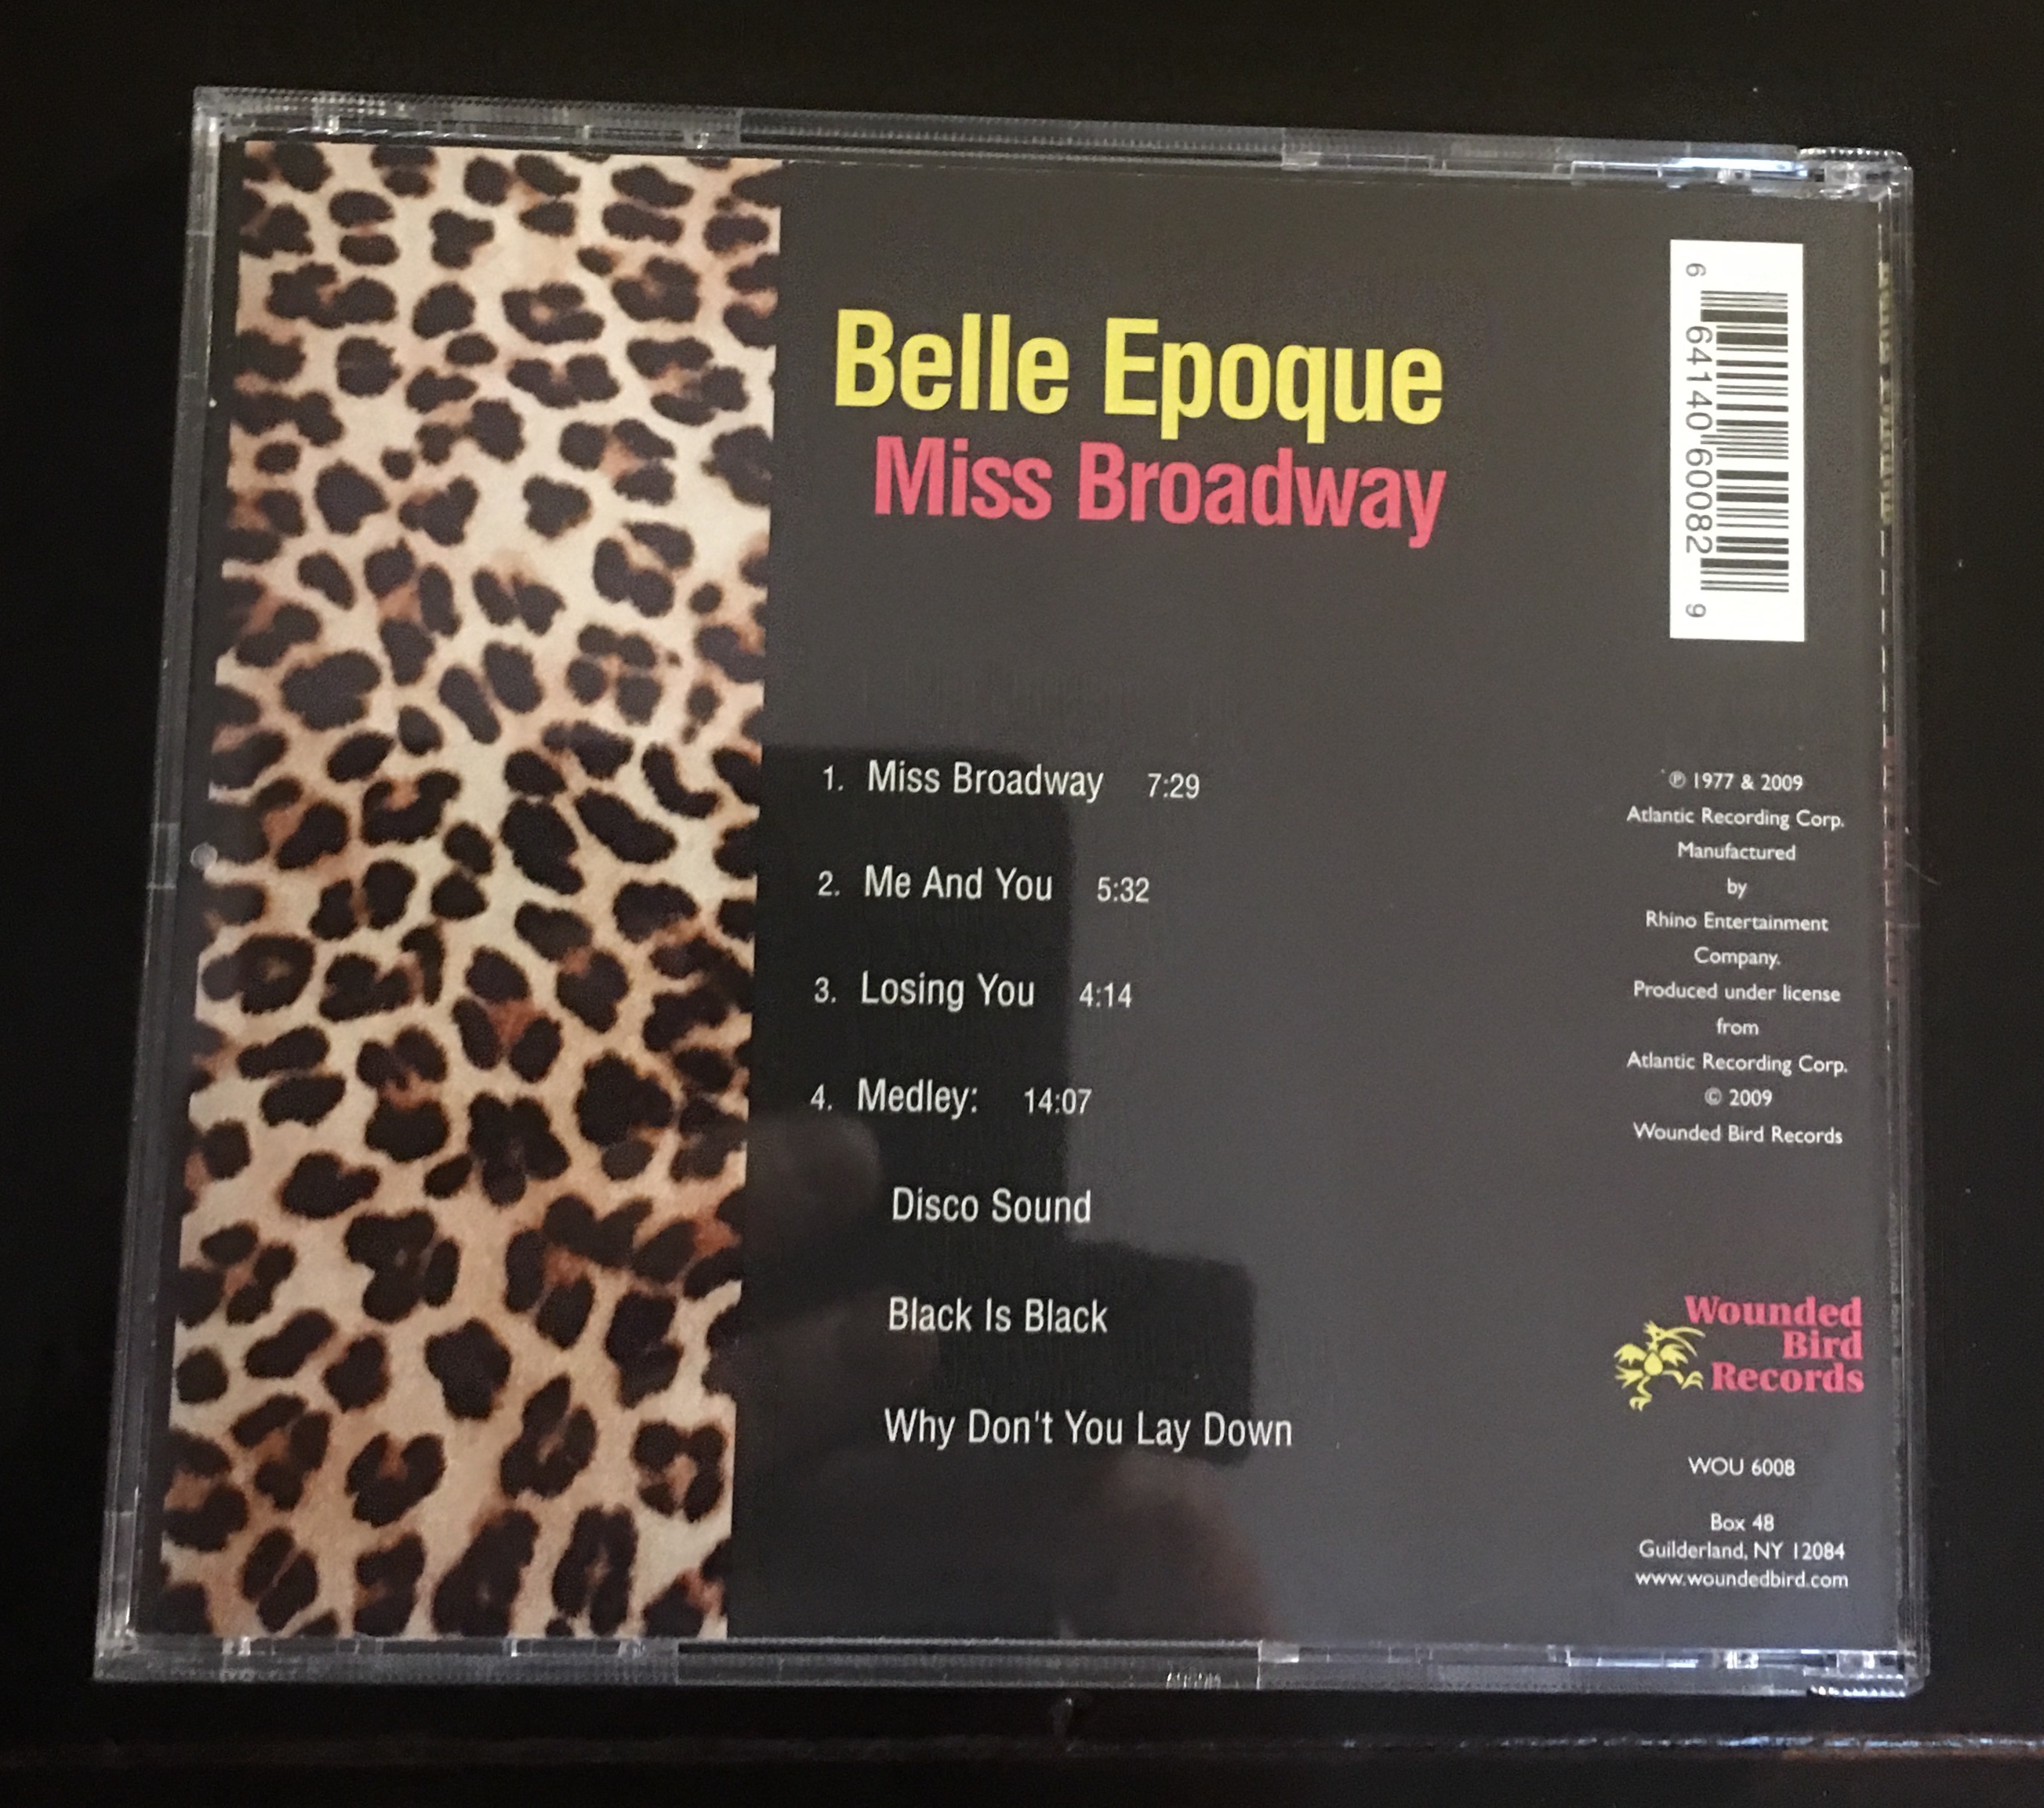 Belle Epoque
Miss Broadway
1. Miss Broadway 7:29
2. Me And You 5:32
3. Losing You 4:14
4. Medley: 14:07
Disco Sound
Black Is Black
Why Don't You Lay Down
6 64140 60082 9
℗ 1977 & 2009
Atlantic Recording Corp.
Manufactured
by
Rhino Entertainment
Company.
Produced under license
from
Atlantic Recording Corp.
© 2009
Wounded Bird Records
Wounded
Bird
Records
WOU 6008
Box 48
Guilderland, NY 12084
www.woundedbird.com